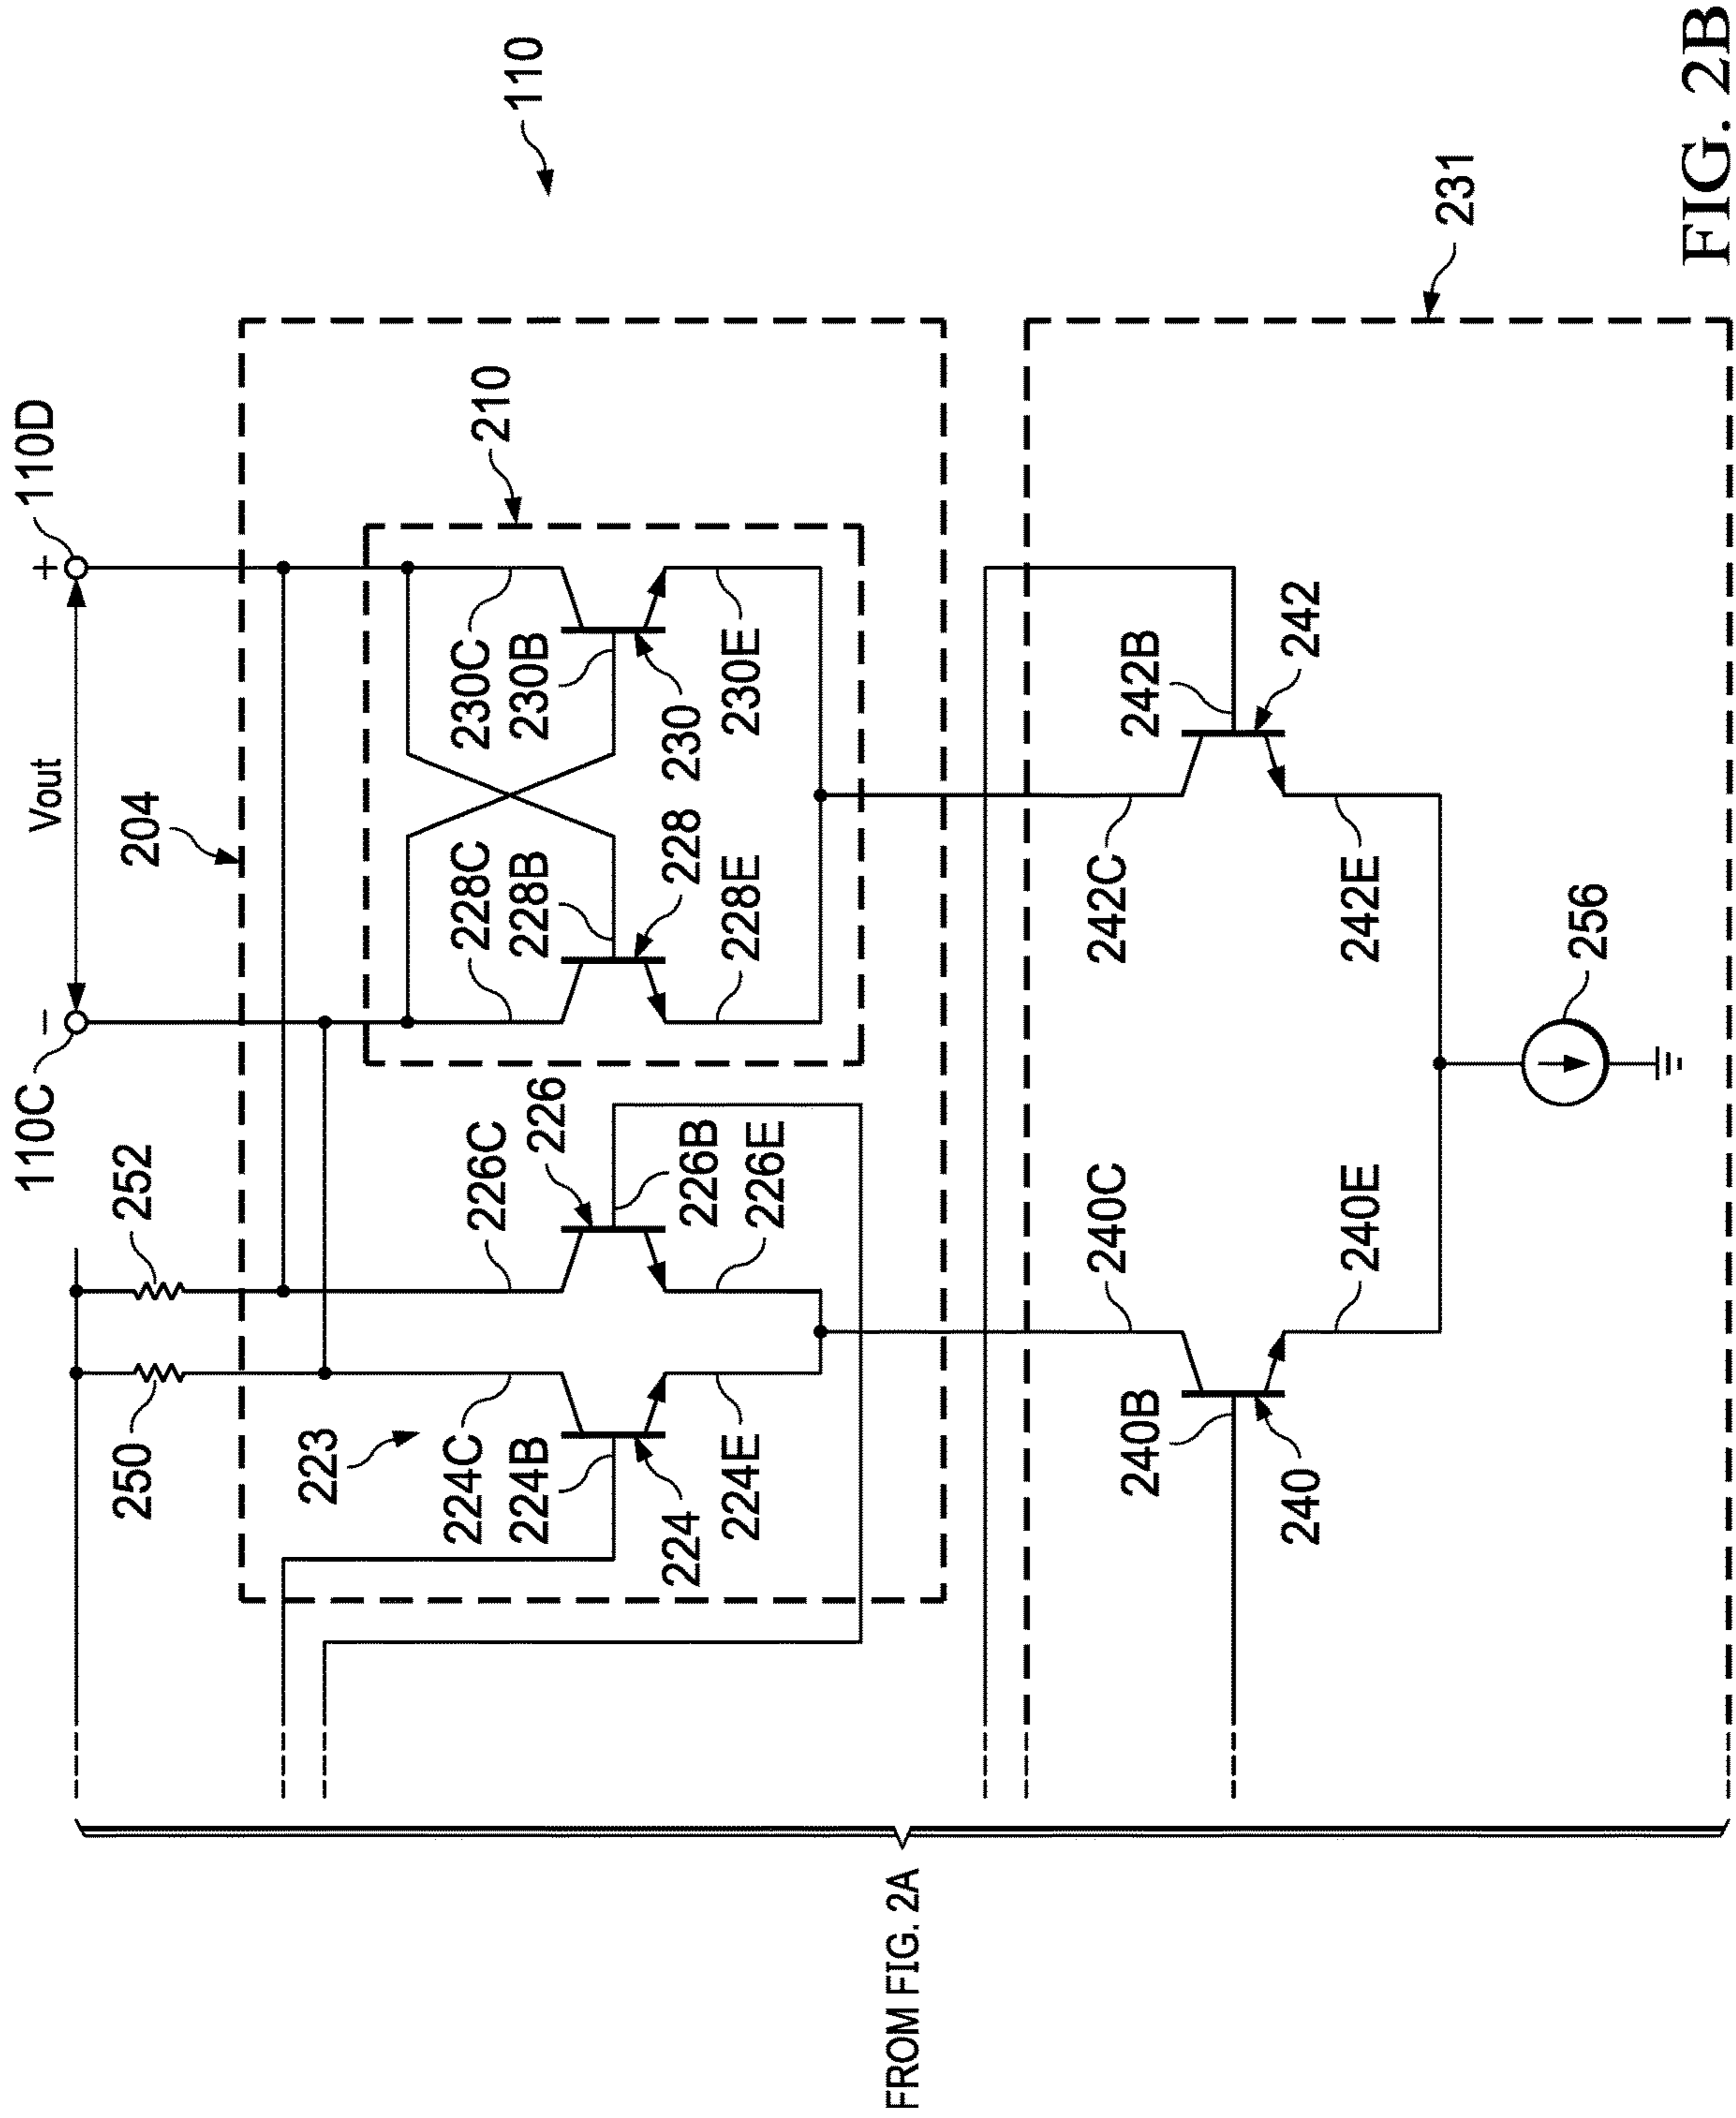 110C
−
Vout
+
110D
110
250
252
204
223
210
224C
226C
228C
230C
224B
226
228B
230B
224
226B
228
230
224E
226E
228E
230E
FROM FIG. 2A
240B
240C
242C
242B
240
240E
242E
242
231
256
FIG. 2B